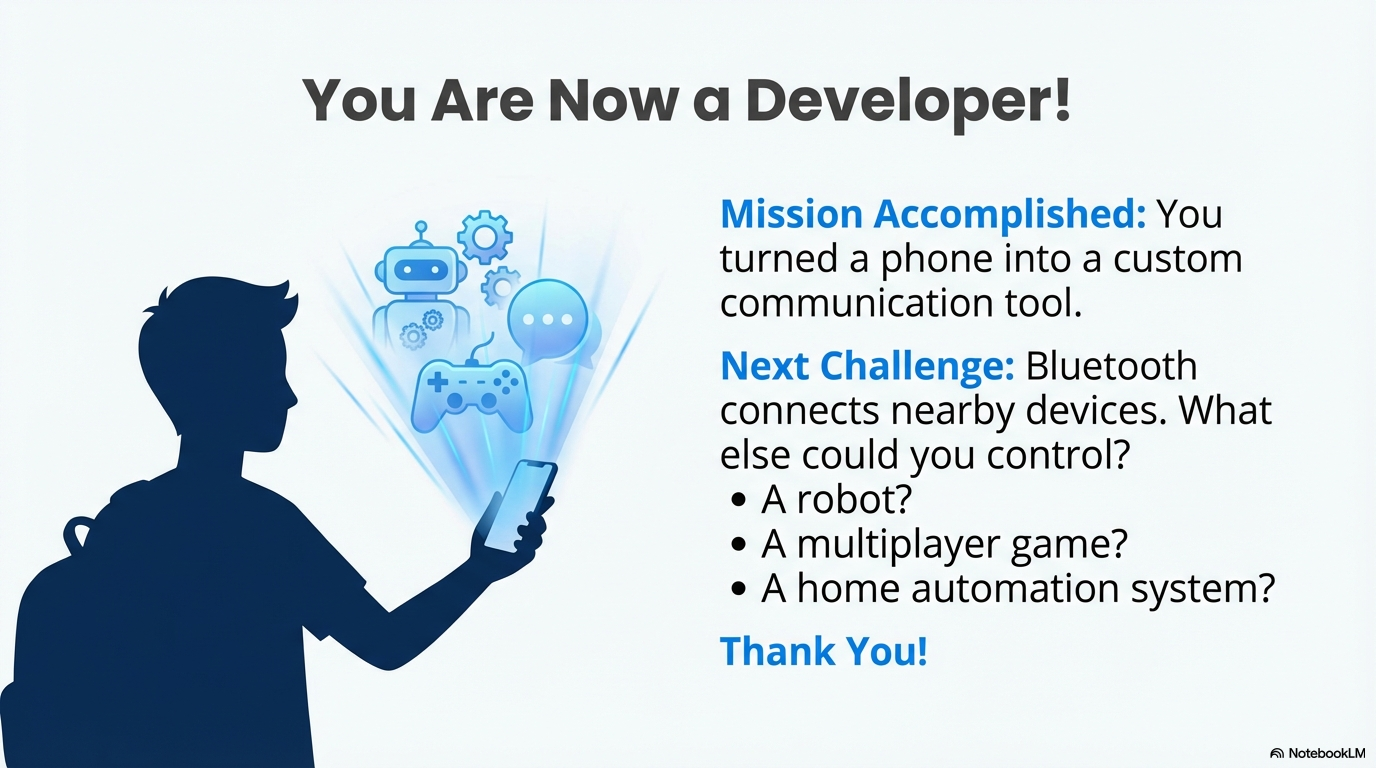 You Are Now a Developer!
Mission Accomplished: You
turned a phone into a custom
communication tool.
Next Challenge: Bluetooth
connects nearby devices. What
else could you control?
• A robot?
• A multiplayer game?
• A home automation system?
Thank You!
NotebookLM